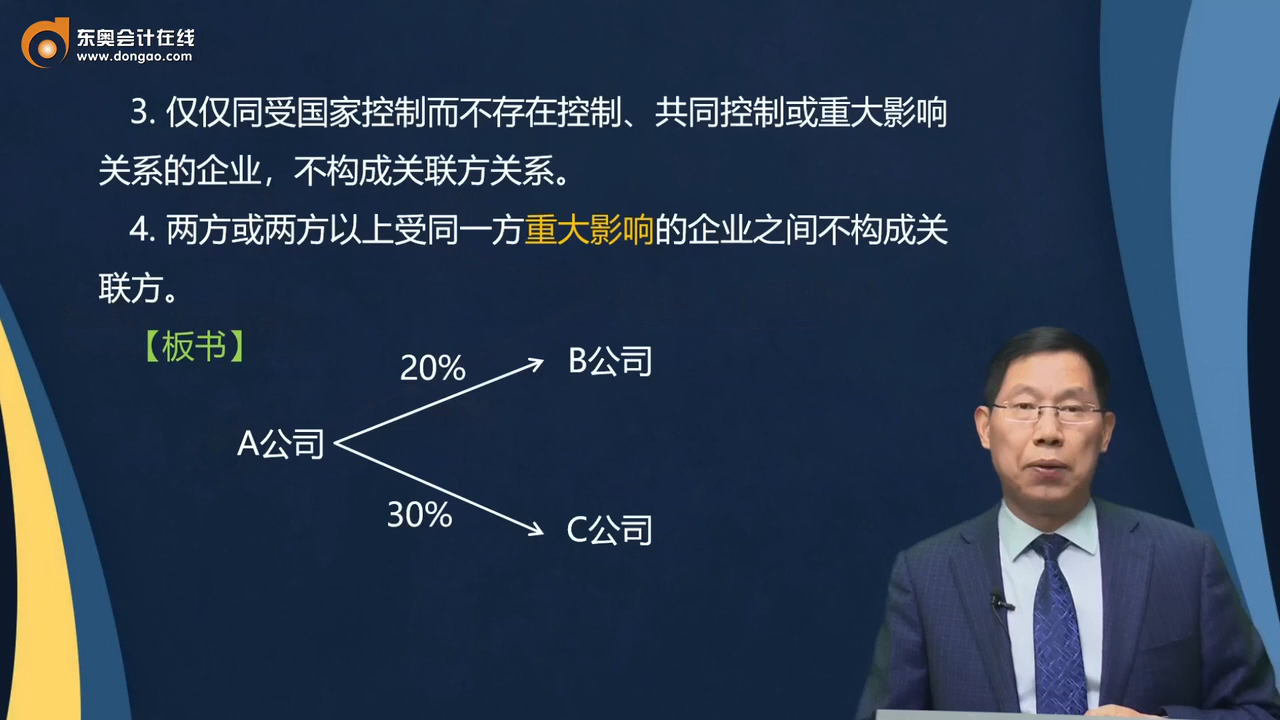 东奥会计在线
www.dongao.com
3. 仅仅同受国家控制而不存在控制、共同控制或重大影响
关系的企业，不构成关联方关系。
4. 两方或两方以上受同一方重大影响的企业之间不构成关
联方。
【板书】
20%
B公司
A公司
30%
C公司